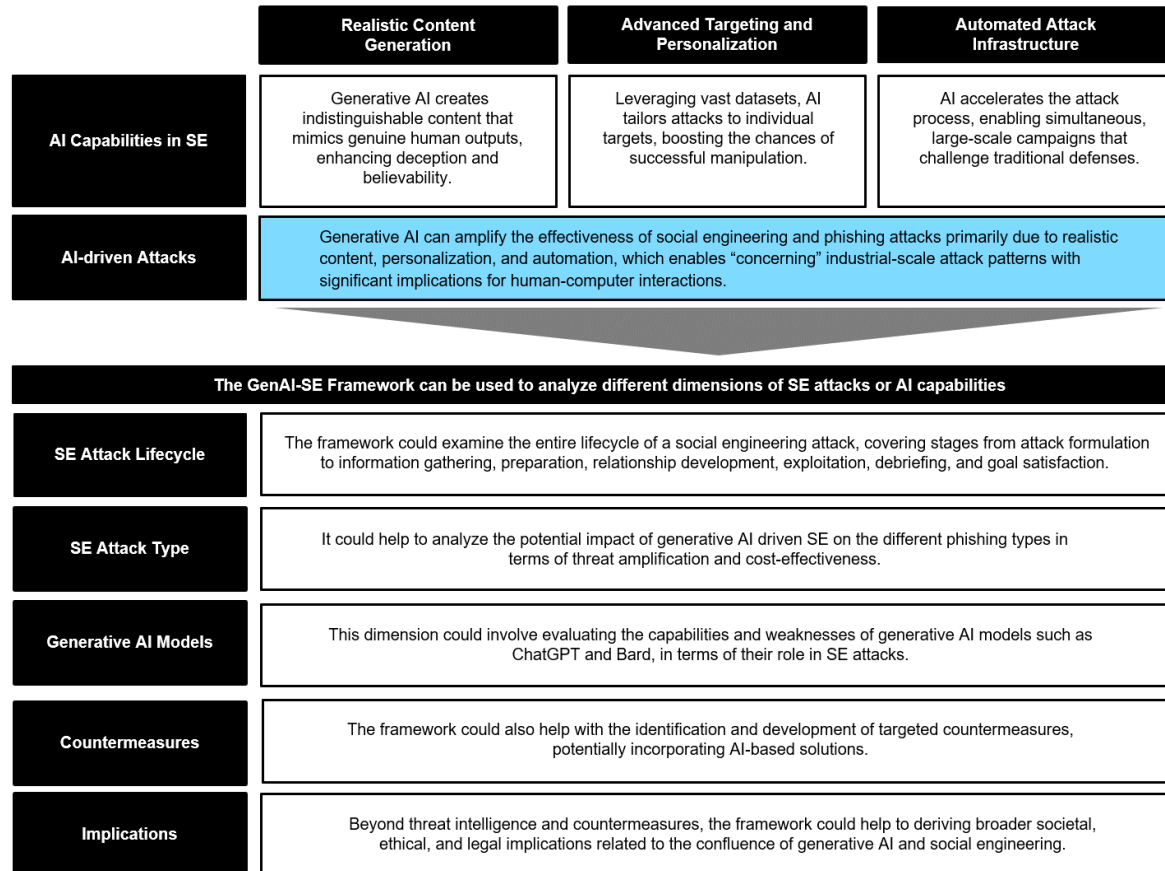 Realistic Content
Generation
Advanced Targeting and
Personalization
Automated Attack
Infrastructure
AI Capabilities in SE
Generative AI creates
indistinguishable content that
mimics genuine human outputs,
enhancing deception and
believability.
Leveraging vast datasets, AI
tailors attacks to individual
targets, boosting the chances of
successful manipulation.
AI accelerates the attack
process, enabling simultaneous,
large-scale campaigns that
challenge traditional defenses.
AI-driven Attacks
Generative AI can amplify the effectiveness of social engineering and phishing attacks primarily due to realistic
content, personalization, and automation, which enables “concerning” industrial-scale attack patterns with
significant implications for human-computer interactions.
The GenAI-SE Framework can be used to analyze different dimensions of SE attacks or AI capabilities
SE Attack Lifecycle
The framework could examine the entire lifecycle of a social engineering attack, covering stages from attack formulation
to information gathering, preparation, relationship development, exploitation, debriefing, and goal satisfaction.
SE Attack Type
It could help to analyze the potential impact of generative AI driven SE on the different phishing types in
terms of threat amplification and cost-effectiveness.
Generative AI Models
This dimension could involve evaluating the capabilities and weaknesses of generative AI models such as
ChatGPT and Bard, in terms of their role in SE attacks.
Countermeasures
The framework could also help with the identification and development of targeted countermeasures,
potentially incorporating AI-based solutions.
Implications
Beyond threat intelligence and countermeasures, the framework could help to deriving broader societal,
ethical, and legal implications related to the confluence of generative AI and social engineering.